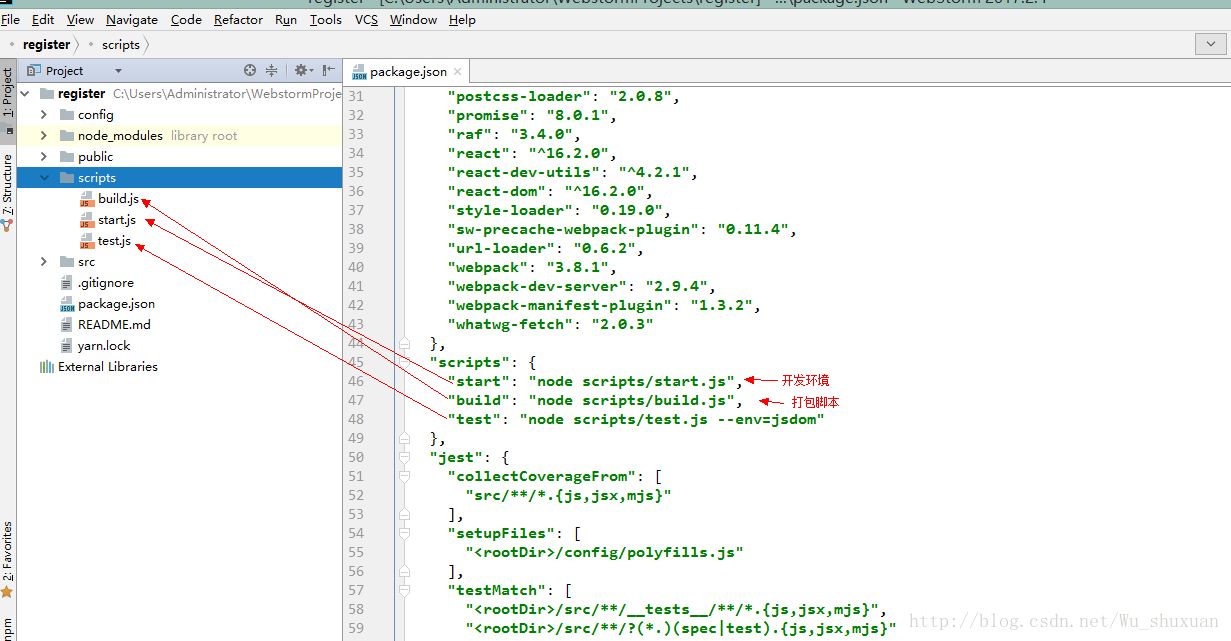 register - [C:\Users\Administrator\WebstormProjects\register] - ...\package.json - WebStorm 2017.2.4
File Edit View Navigate Code Refactor Run Tools VCS Window Help
register scripts
1: Project
7: Structure
2: Favorites
npm
Project
register C:\Users\Administrator\WebstormProje
config
node_modules library root
public
scripts
build.js
start.js
test.js
src
.gitignore
package.json
README.md
yarn.lock
External Libraries
package.json
31 "postcss-loader": "2.0.8",
32 "promise": "8.0.1",
33 "raf": "3.4.0",
34 "react": "^16.2.0",
35 "react-dev-utils": "^4.2.1",
36 "react-dom": "^16.2.0",
37 "style-loader": "0.19.0",
38 "sw-precache-webpack-plugin": "0.11.4",
39 "url-loader": "0.6.2",
40 "webpack": "3.8.1",
41 "webpack-dev-server": "2.9.4",
42 "webpack-manifest-plugin": "1.3.2",
43 "whatwg-fetch": "2.0.3"
44 },
45 "scripts": {
46 "start": "node scripts/start.js", 开发环境
47 "build": "node scripts/build.js", 打包脚本
48 "test": "node scripts/test.js --env=jsdom"
49 },
50 "jest": {
51 "collectCoverageFrom": [
52 "src/**/*.{js,jsx,mjs}"
53 ],
54 "setupFiles": [
55 "<rootDir>/config/polyfills.js"
56 ],
57 "testMatch": [
58 "<rootDir>/src/**/__tests__/**/*.{js,jsx,mjs}",
59 "<rootDir>/src/**/?(*.)(spec|test).{js,jsx,mjs}"
http://blog.csdn.net/Wu_shuxuan